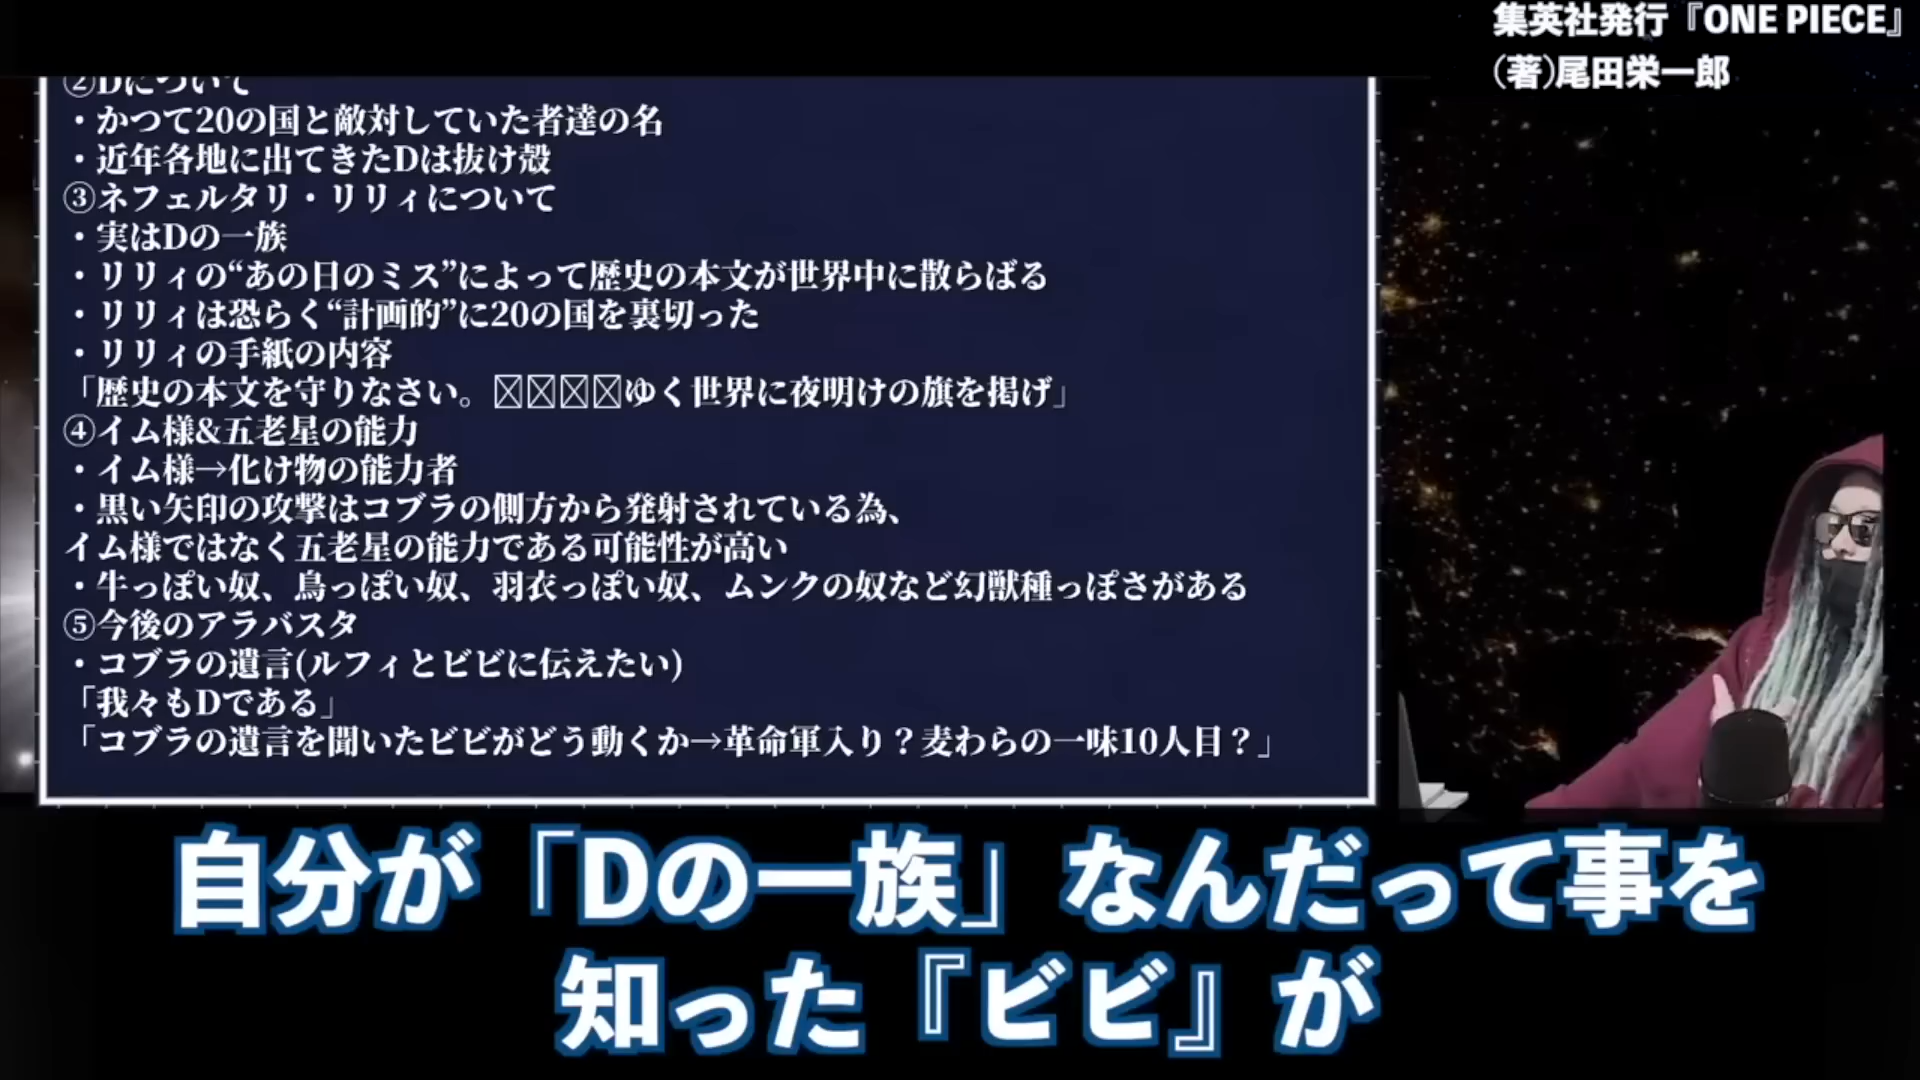 集英社発行『ONE PIECE』
(著)尾田栄一郎
②Dについて
・かつて20の国と敵対していた者達の名
・近年各地に出てきたDは抜け殻
③ネフェルタリ・リリィについて
・実はDの一族
・リリィの“あの日のミス”によって歴史の本文が世界中に散らばる
・リリィは恐らく“計画的”に20の国を裏切った
・リリィの手紙の内容
「歴史の本文を守りなさい。☒☒☒☒ゆく世界に夜明けの旗を掲げ」
④イム様&五老星の能力
・イム様→化け物の能力者
・黒い矢印の攻撃はコブラの側方から発射されている為、
イム様ではなく五老星の能力である可能性が高い
・牛っぽい奴、鳥っぽい奴、羽衣っぽい奴、ムンクの奴など幻獣種っぽさがある
⑤今後のアラバスタ
・コブラの遺言(ルフィとビビに伝えたい)
「我々もDである」
「コブラの遺言を聞いたビビがどう動くか→革命軍入り？麦わらの一味10人目？」
自分が「Dの一族」なんだって事を
知った『ビビ』が